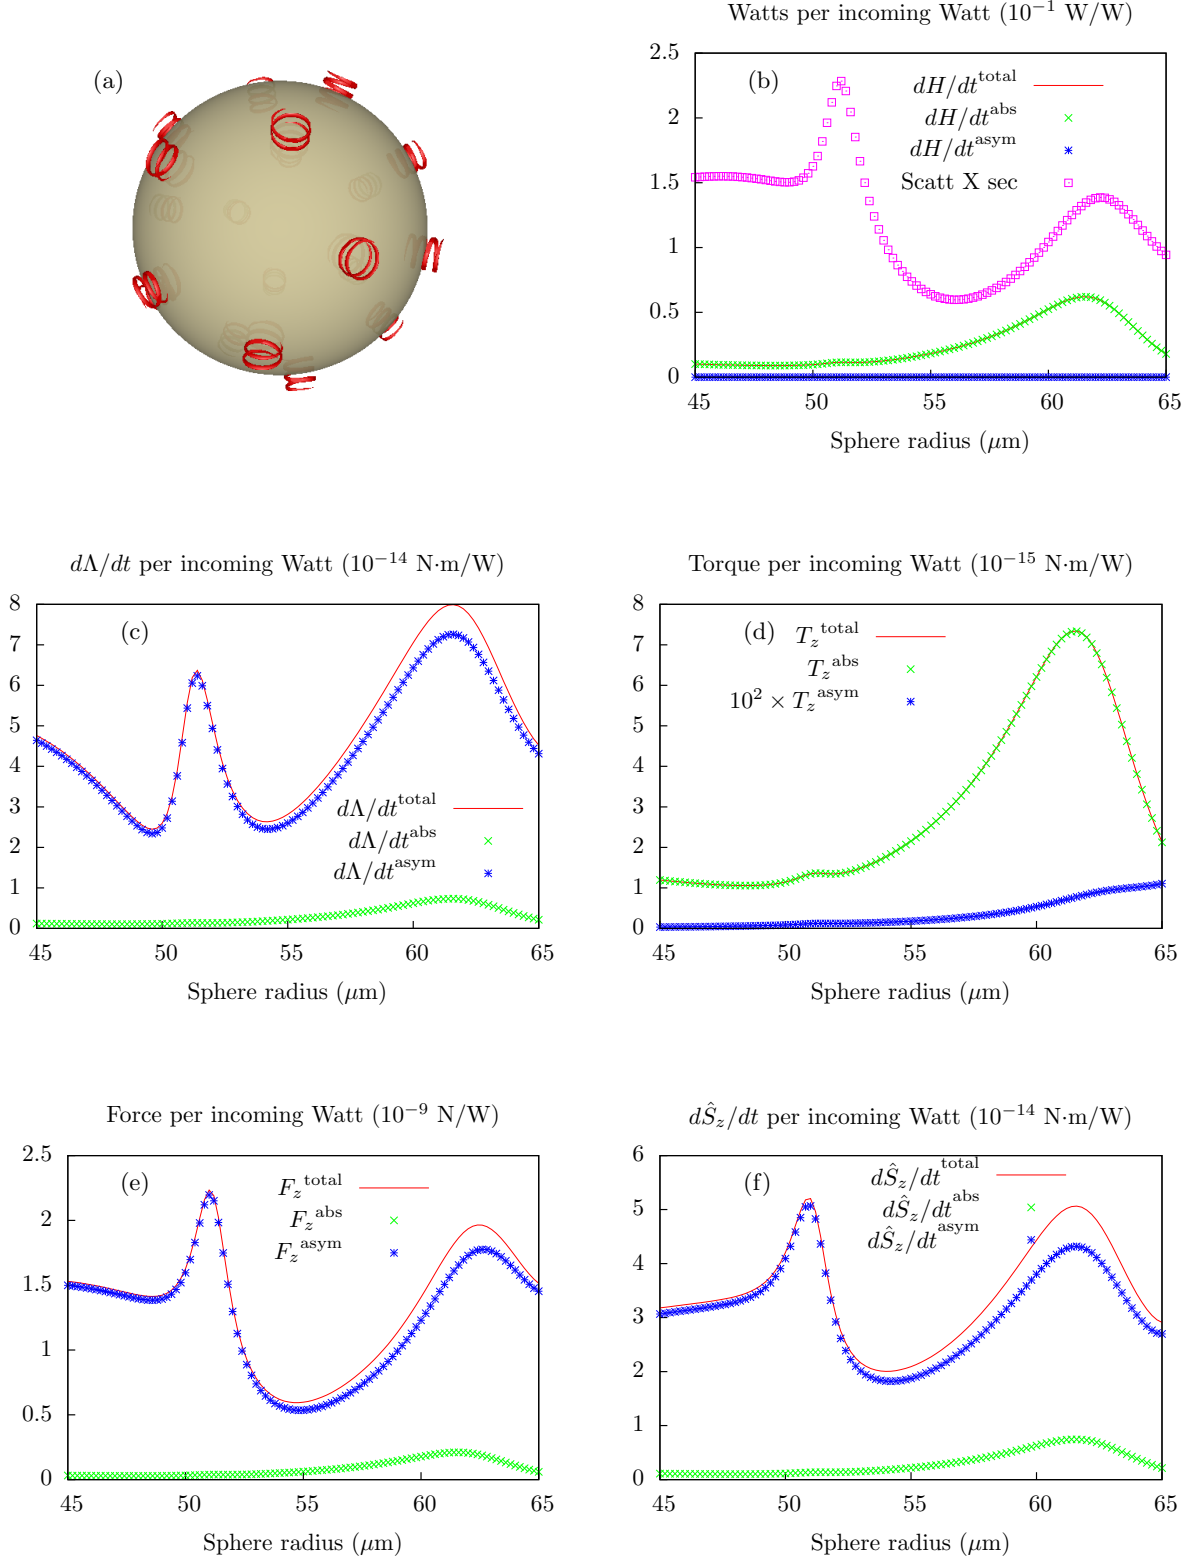 (a)
Watts per incoming Watt (10⁻¹ W/W)
(b)
dH/dt^total
dH/dt^abs
dH/dt^asym
Scatt X sec
2.5
2
1.5
1
0.5
0
45 50 55 60 65
Sphere radius (μm)
dΛ/dt per incoming Watt (10⁻¹⁴ N·m/W)
(c)
8
7
6
5
4
3
2
1
0
dΛ/dt^total
dΛ/dt^abs
dΛ/dt^asym
45 50 55 60 65
Sphere radius (μm)
Torque per incoming Watt (10⁻¹⁵ N·m/W)
(d)
T_z^total
T_z^abs
10² × T_z^asym
8
7
6
5
4
3
2
1
0
45 50 55 60 65
Sphere radius (μm)
Force per incoming Watt (10⁻⁹ N/W)
(e)
F_z^total
F_z^abs
F_z^asym
2.5
2
1.5
1
0.5
0
45 50 55 60 65
Sphere radius (μm)
dŜ_z/dt per incoming Watt (10⁻¹⁴ N·m/W)
(f)
dŜ_z/dt^total
dŜ_z/dt^abs
dŜ_z/dt^asym
6
5
4
3
2
1
0
45 50 55 60 65
Sphere radius (μm)